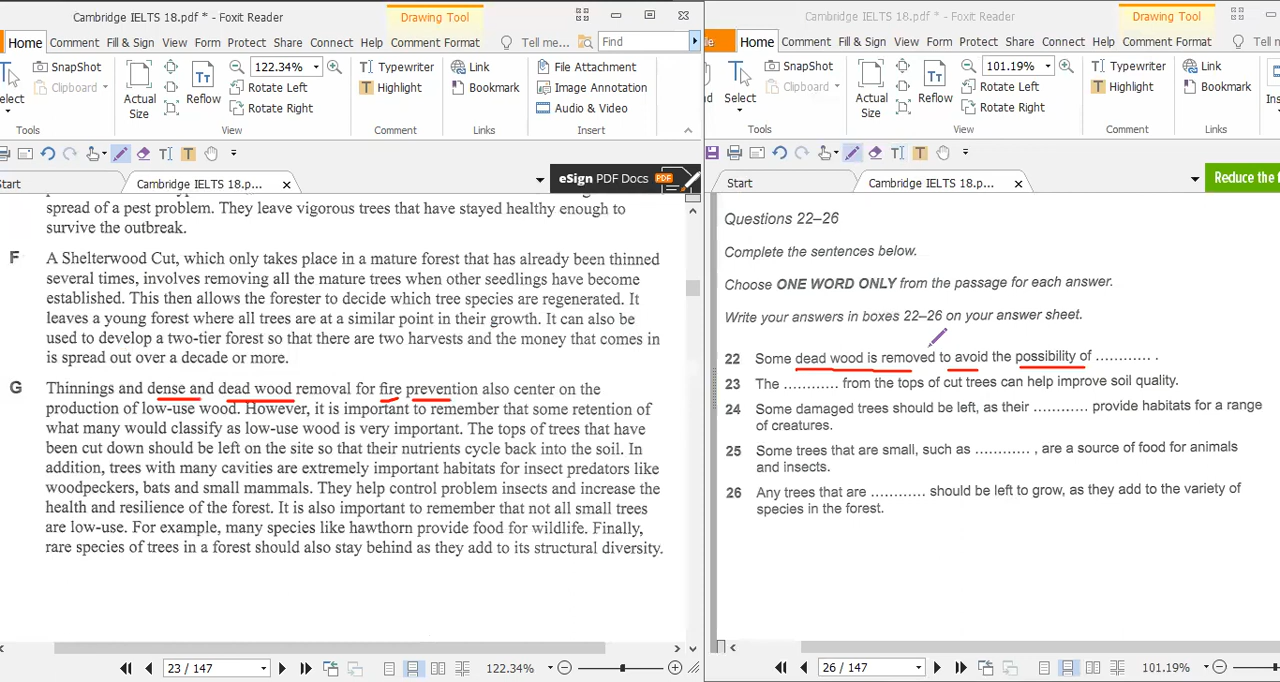 Cambridge IELTS 18.pdf * - Foxit Reader
Drawing Tool
Home Comment Fill & Sign View Form Protect Share Connect Help Comment Format Tell me... Find
SnapShot
Clipboard
elect
Tools
Actual Size
Reflow
122.34%
Rotate Left
Rotate Right
View
Typewriter
Highlight
Comment
Link
Bookmark
Links
File Attachment
Image Annotation
Audio & Video
Insert
eSign PDF Docs
PDF
Start
Cambridge IELTS 18.p...
spread of a pest problem. They leave vigorous trees that have stayed healthy enough to
survive the outbreak.
F A Shelterwood Cut, which only takes place in a mature forest that has already been thinned
several times, involves removing all the mature trees when other seedlings have become
established. This then allows the forester to decide which tree species are regenerated. It
leaves a young forest where all trees are at a similar point in their growth. It can also be
used to develop a two-tier forest so that there are two harvests and the money that comes in
is spread out over a decade or more.
G Thinnings and dense and dead wood removal for fire prevention also center on the
production of low-use wood. However, it is important to remember that some retention of
what many would classify as low-use wood is very important. The tops of trees that have
been cut down should be left on the site so that their nutrients cycle back into the soil. In
addition, trees with many cavities are extremely important habitats for insect predators like
woodpeckers, bats and small mammals. They help control problem insects and increase the
health and resilience of the forest. It is also important to remember that not all small trees
are low-use. For example, many species like hawthorn provide food for wildlife. Finally,
rare species of trees in a forest should also stay behind as they add to its structural diversity.
23 / 147
122.34%
Cambridge IELTS 18.pdf * - Foxit Reader
Drawing Tool
le Home Comment Fill & Sign View Form Protect Share Connect Help Comment Format Tell
d
Select
SnapShot
Clipboard
Tools
Actual Size
Reflow
101.19%
Rotate Left
Rotate Right
View
Typewriter
Highlight
Comment
Link
Bookmark
Links
Ins
Reduce the f
Start
Cambridge IELTS 18.p...
Questions 22–26
Complete the sentences below.
Choose ONE WORD ONLY from the passage for each answer.
Write your answers in boxes 22–26 on your answer sheet.
22 Some dead wood is removed to avoid the possibility of ............ .
23 The ............ from the tops of cut trees can help improve soil quality.
24 Some damaged trees should be left, as their ............ provide habitats for a range
of creatures.
25 Some trees that are small, such as ............ , are a source of food for animals
and insects.
26 Any trees that are ............ should be left to grow, as they add to the variety of
species in the forest.
26 / 147
101.19%